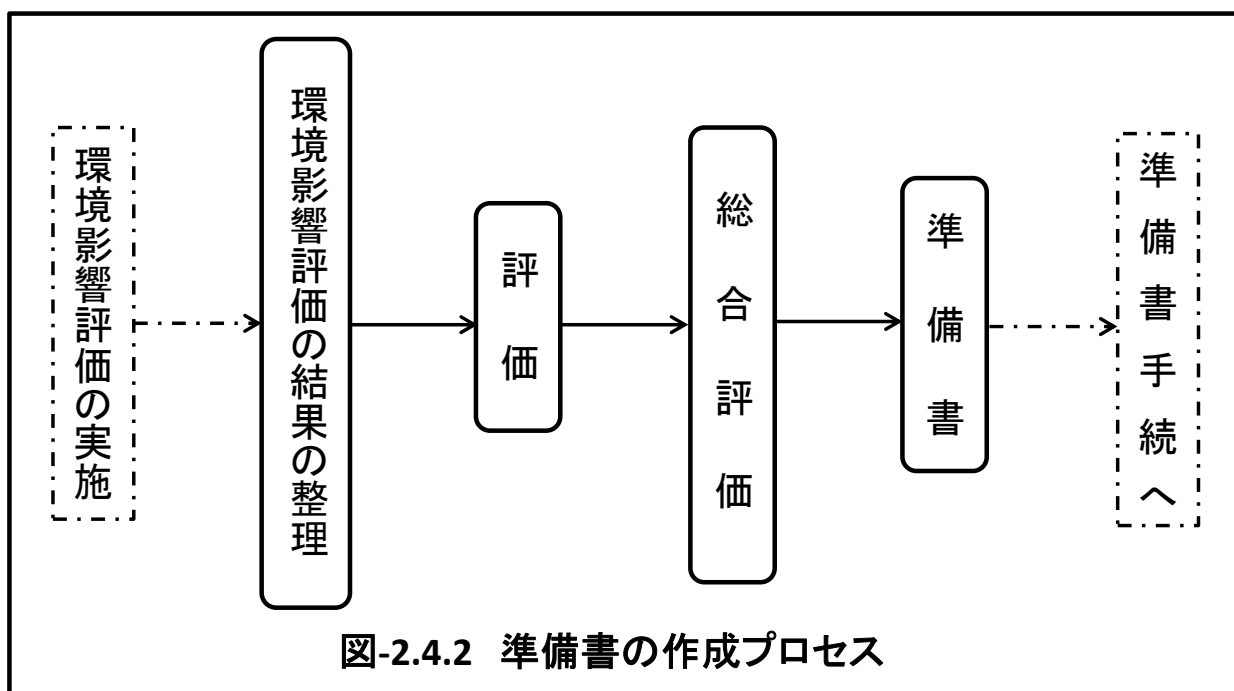 環境影響評価の実施
環境影響評価の結果の整理
評価
総合評価
準備書
準備書手続へ
図-2.4.2 準備書の作成プロセス